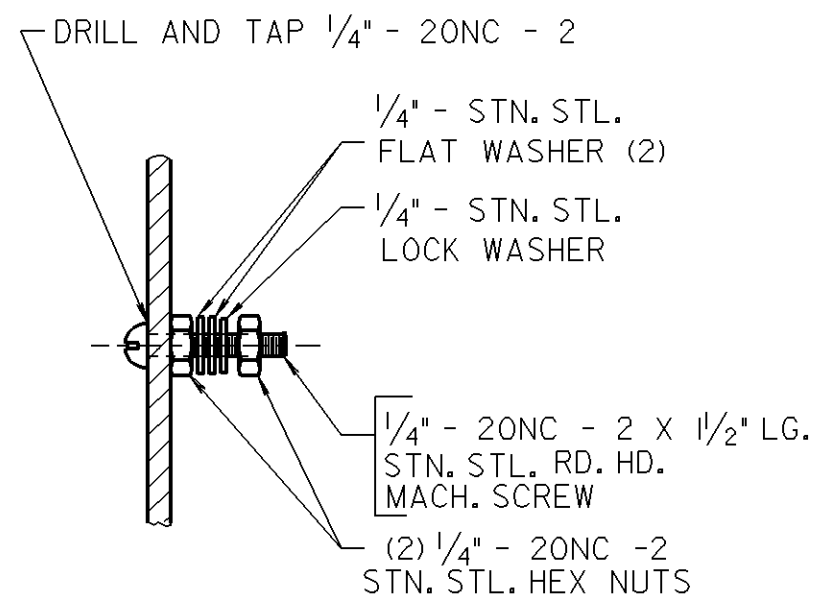 DRILL AND TAP 1/4" - 20NC - 2
1/4" - STN. STL.
FLAT WASHER (2)
1/4" - STN. STL.
LOCK WASHER
1/4" - 20NC - 2 X 1 1/2" LG.
STN. STL. RD. HD.
MACH. SCREW
(2) 1/4" - 20NC -2
STN. STL. HEX NUTS